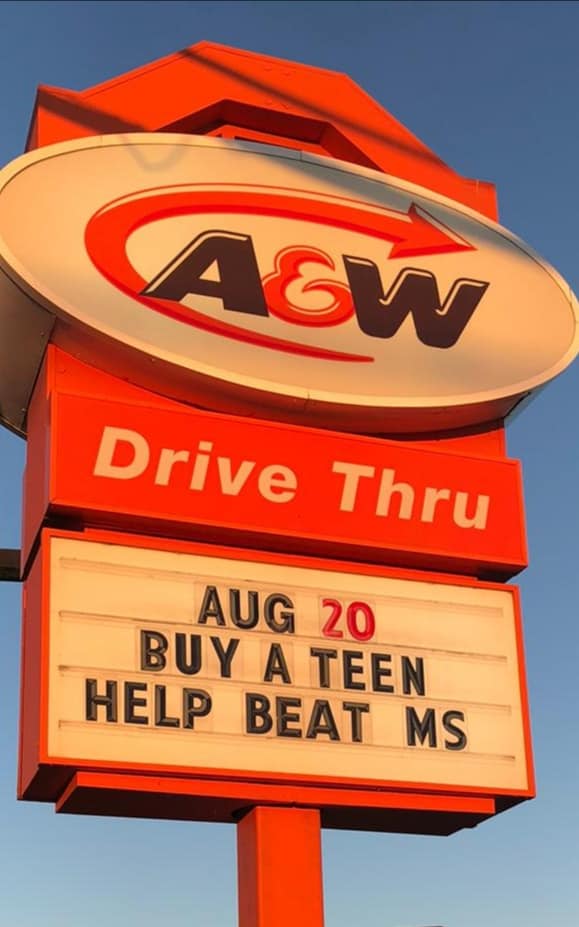 A&W
Drive Thru
AUG 20
BUY A TEEN
HELP BEAT MS